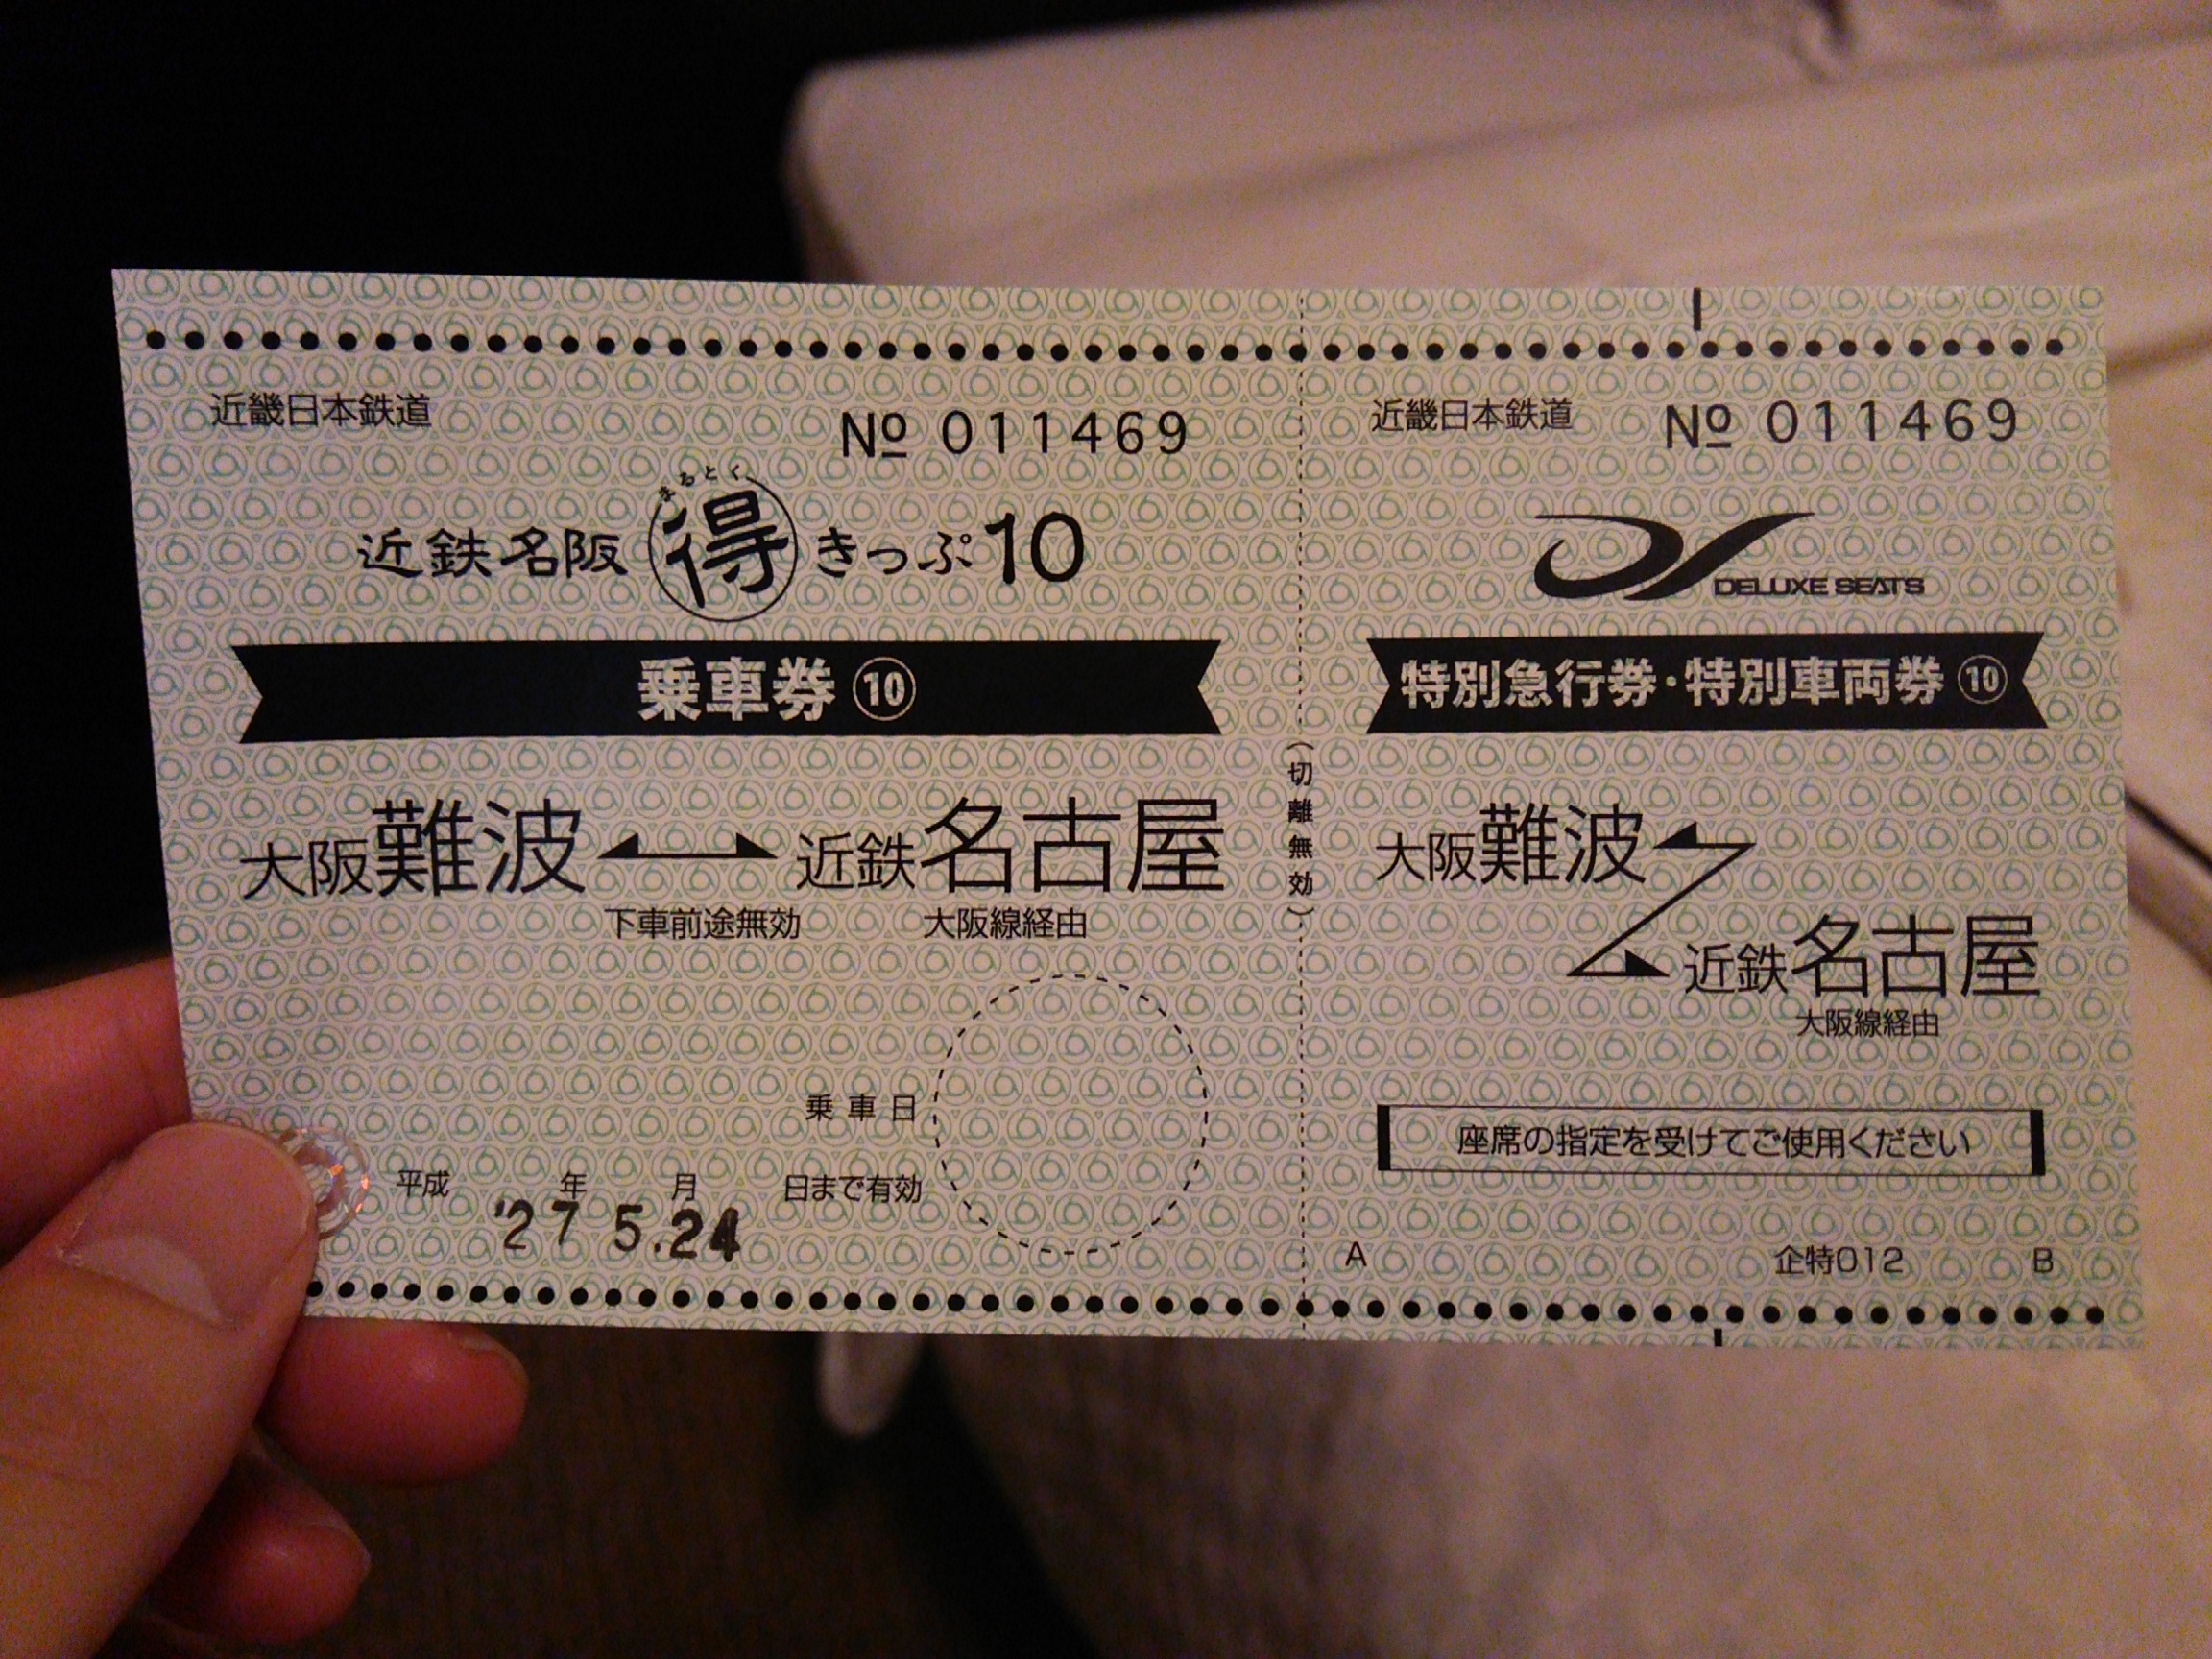 近畿日本鉄道
№ 011469
まるとく
近鉄名阪 得 きっぷ10
乗車券 ⑩
大阪難波 ⟷ 近鉄名古屋
下車前途無効 大阪線経由
乗車日
平成 年 月 日まで有効
'27 5.24
(切離無効)
近畿日本鉄道 № 011469
DELUXE SEATS
特別急行券・特別車両券 ⑩
大阪難波
近鉄名古屋
大阪線経由
座席の指定を受けてご使用ください
A 企特012 B